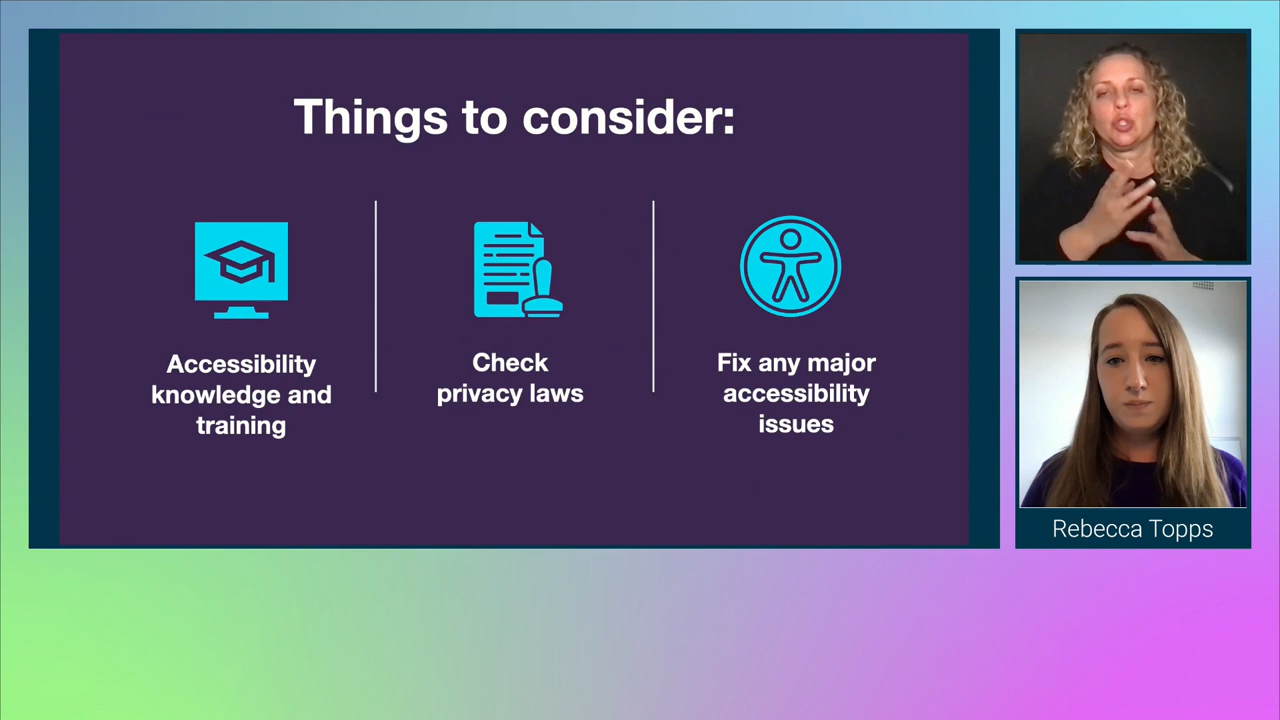 Things to consider:
Accessibility
knowledge and
training
Check
privacy laws
Fix any major
accessibility
issues
Rebecca Topps